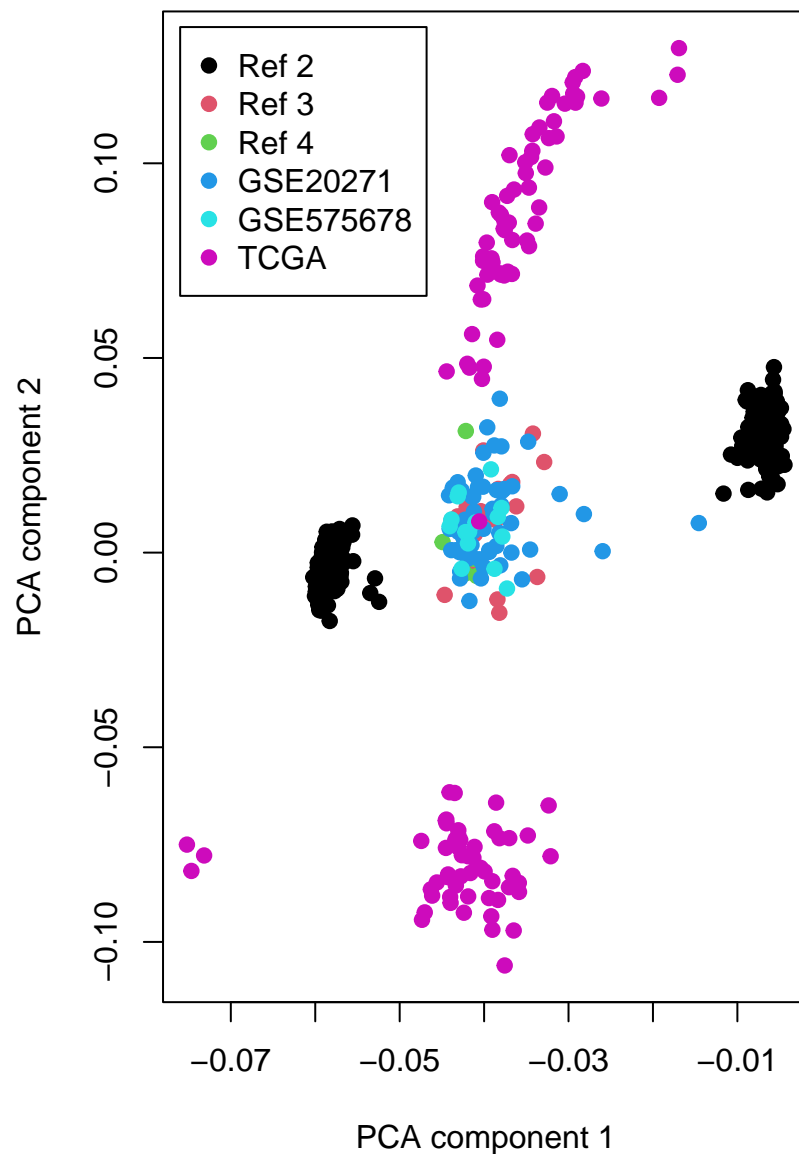 Ref 2
Ref 3
Ref 4
GSE20271
GSE575678
TCGA
PCA component 2
0.10
0.05
0.00
−0.05
−0.10
−0.07 −0.05 −0.03 −0.01
PCA component 1